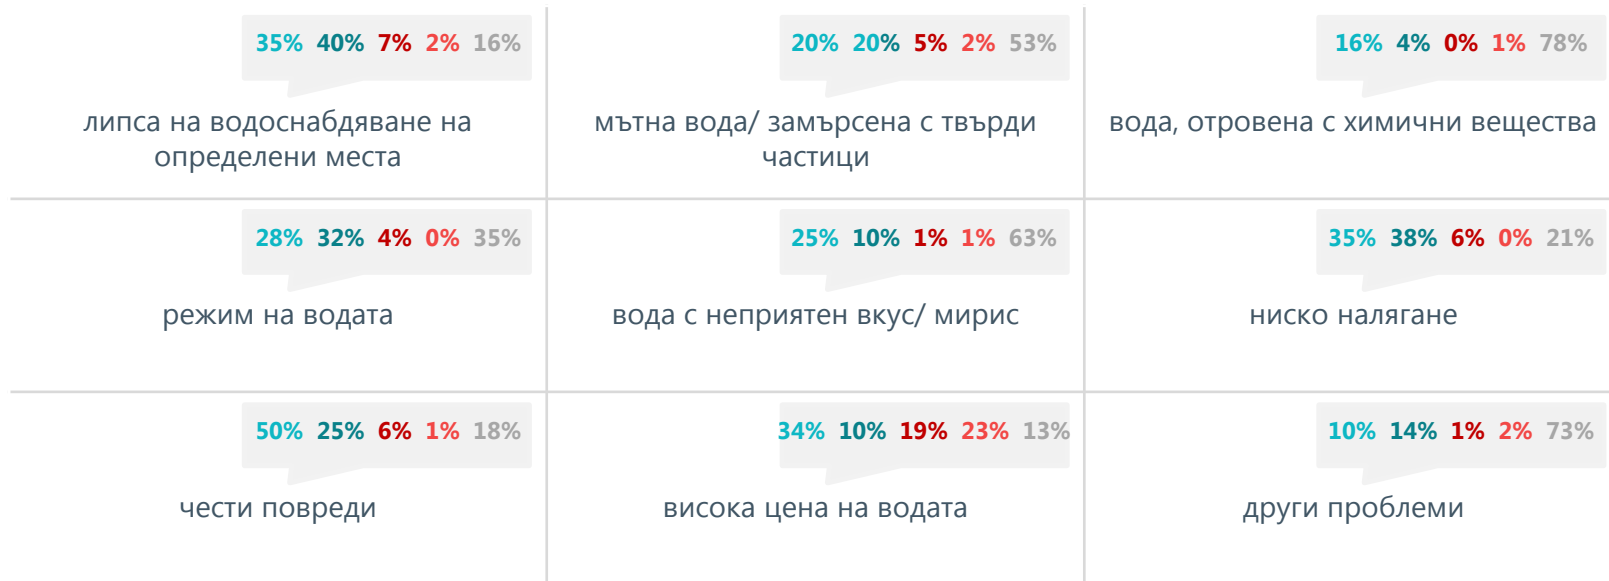 35% 40% 7% 2% 16%
липса на водоснабдяване на
определени места
20% 20% 5% 2% 53%
мътна вода/ замърсена с твърди
частици
16% 4% 0% 1% 78%
вода, отровена с химични вещества
28% 32% 4% 0% 35%
режим на водата
25% 10% 1% 1% 63%
вода с неприятен вкус/ мирис
35% 38% 6% 0% 21%
ниско налягане
50% 25% 6% 1% 18%
чести повреди
34% 10% 19% 23% 13%
висока цена на водата
10% 14% 1% 2% 73%
други проблеми